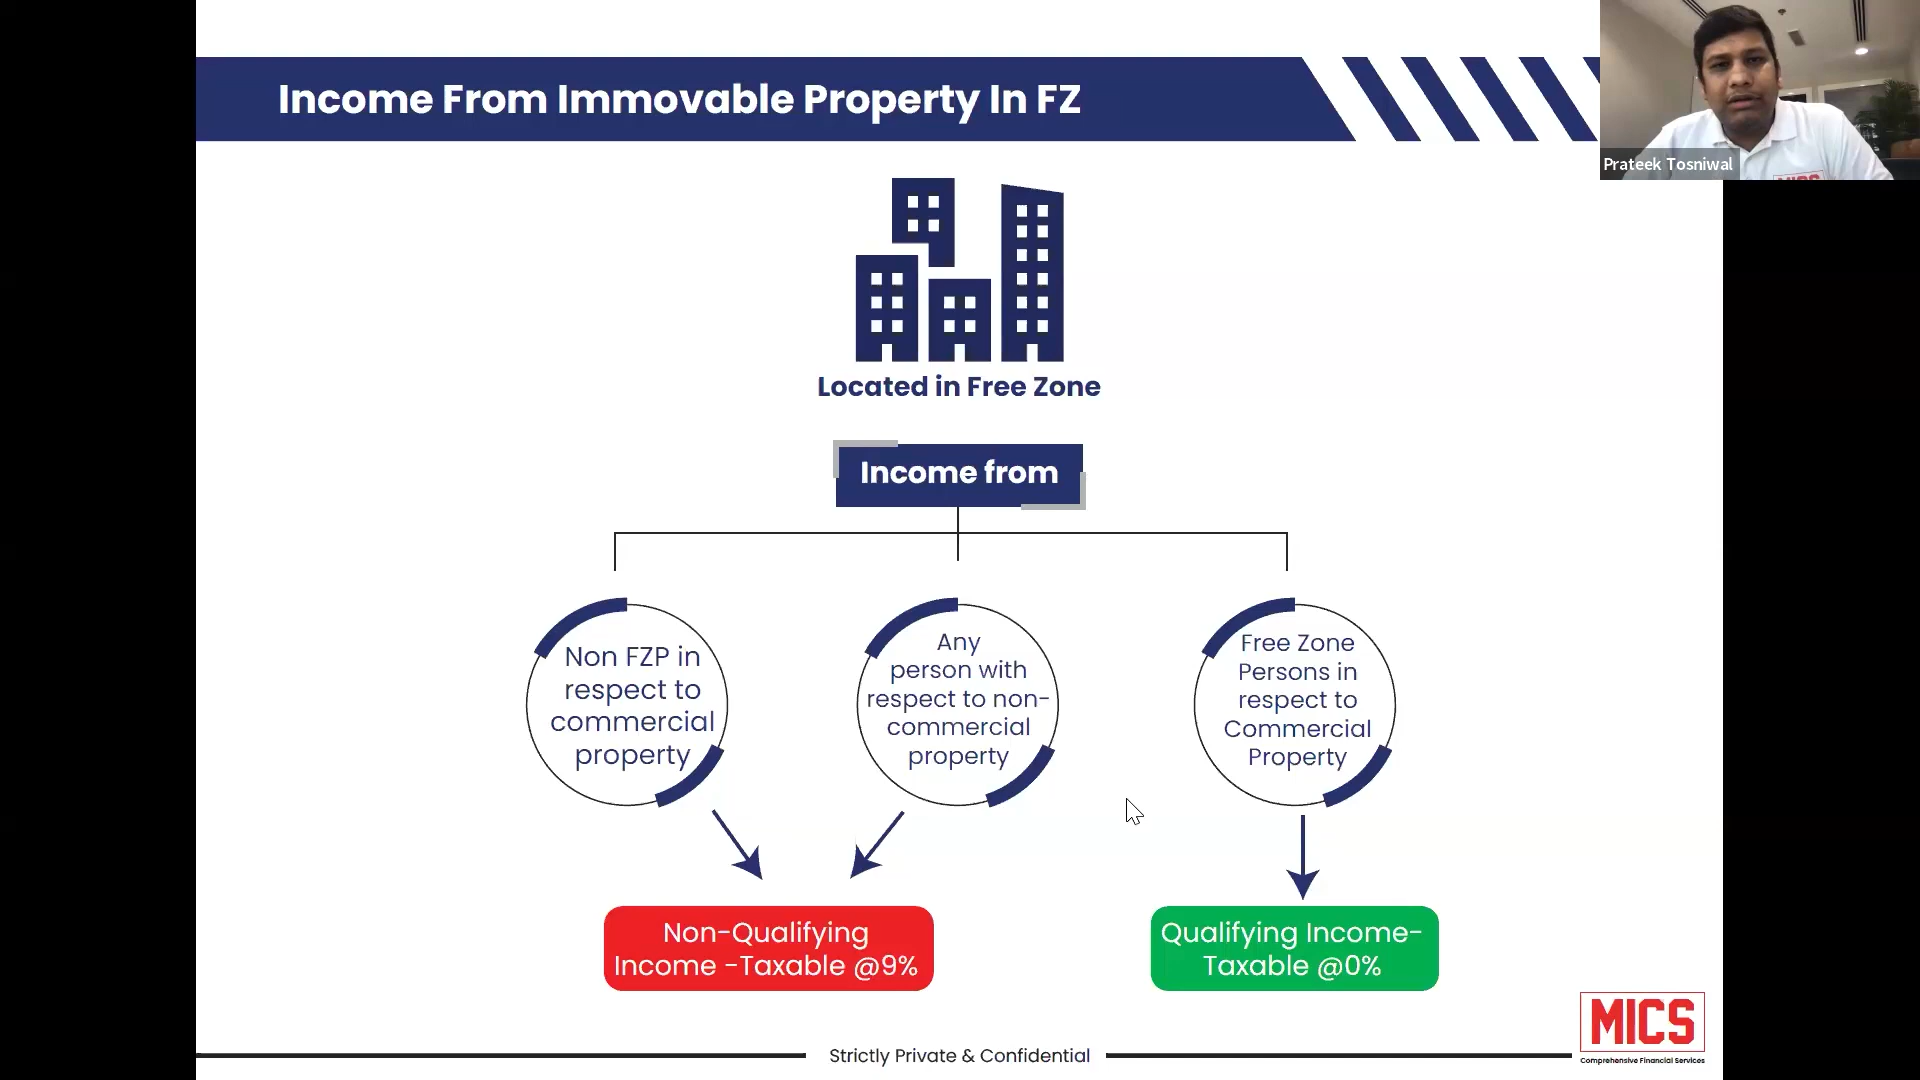 Income From Immovable Property In FZ
Prateek Tosniwal
Located in Free Zone
Income from
Non FZP in
respect to
commercial
property
Any
person with
respect to non-
commercial
property
Free Zone
Persons in
respect to
Commercial
Property
Non-Qualifying
Income -Taxable @9%
Qualifying Income-
Taxable @0%
Strictly Private & Confidential
MICS
Comprehensive Financial Services